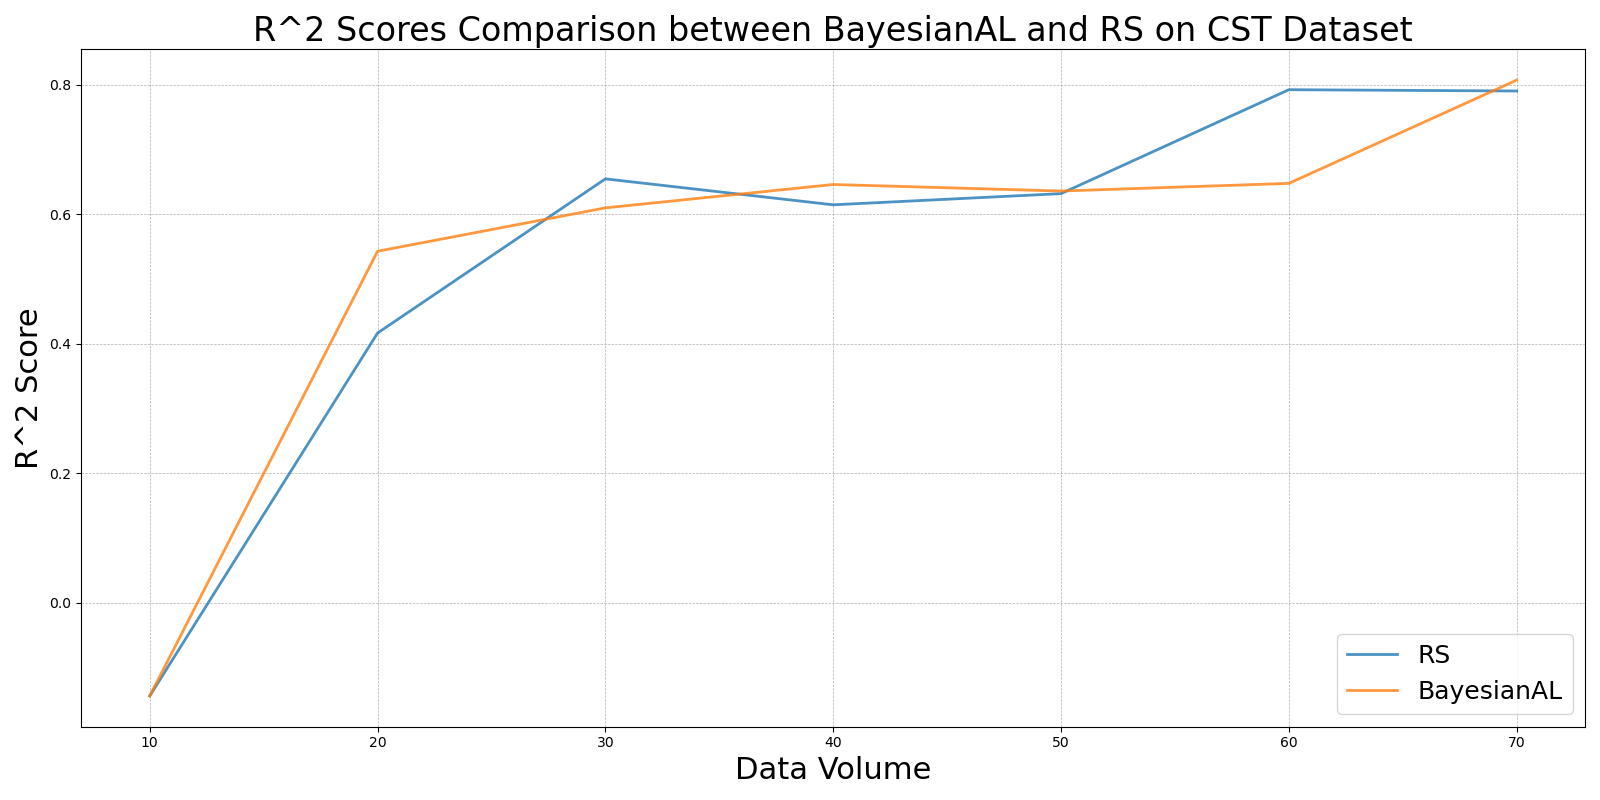 R^2 Scores Comparison between BayesianAL and RS on CST Dataset
R^2 Score
0.8
0.6
0.4
0.2
0.0
10 20 30 40 50 60 70
Data Volume
RS
BayesianAL